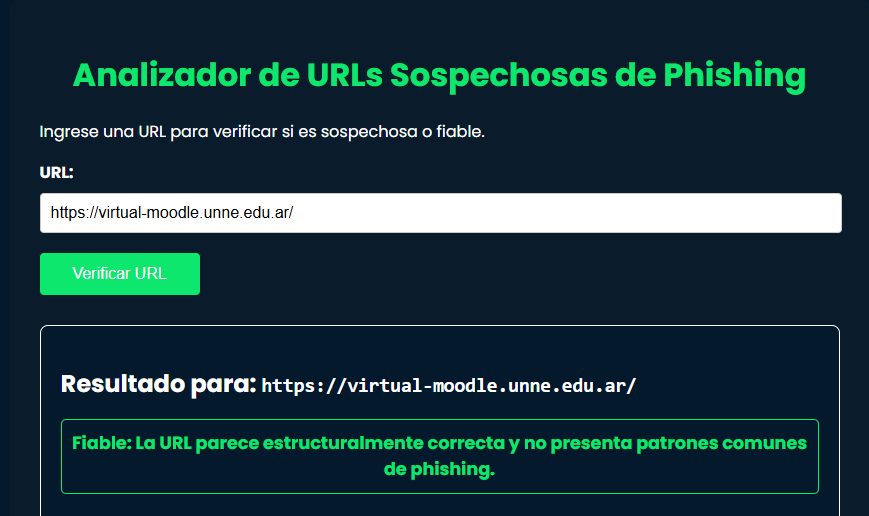 Analizador de URLs Sospechosas de Phishing
Ingrese una URL para verificar si es sospechosa o fiable.
URL:
https://virtual-moodle.unne.edu.ar/
Verificar URL
Resultado para: https://virtual-moodle.unne.edu.ar/
Fiable: La URL parece estructuralmente correcta y no presenta patrones comunes
de phishing.